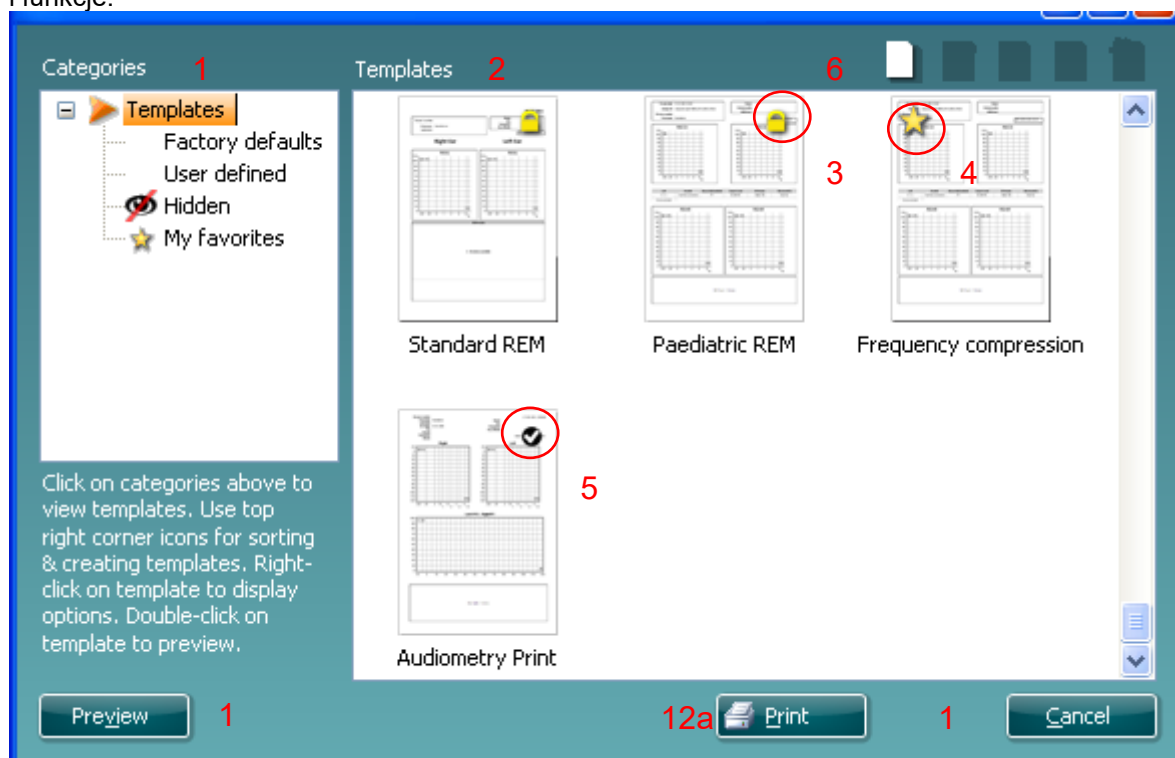 i funkcje:
Categories 1 Templates 2 6
Templates
Factory defaults
User defined
Hidden
My favorites
3
4
Standard REM Paediatric REM Frequency compression
5
Click on categories above to
view templates. Use top
right corner icons for sorting
& creating templates. Right-
click on template to display
options. Double-click on
template to preview.
Audiometry Print
Preview 1 12a Print 1 Cancel